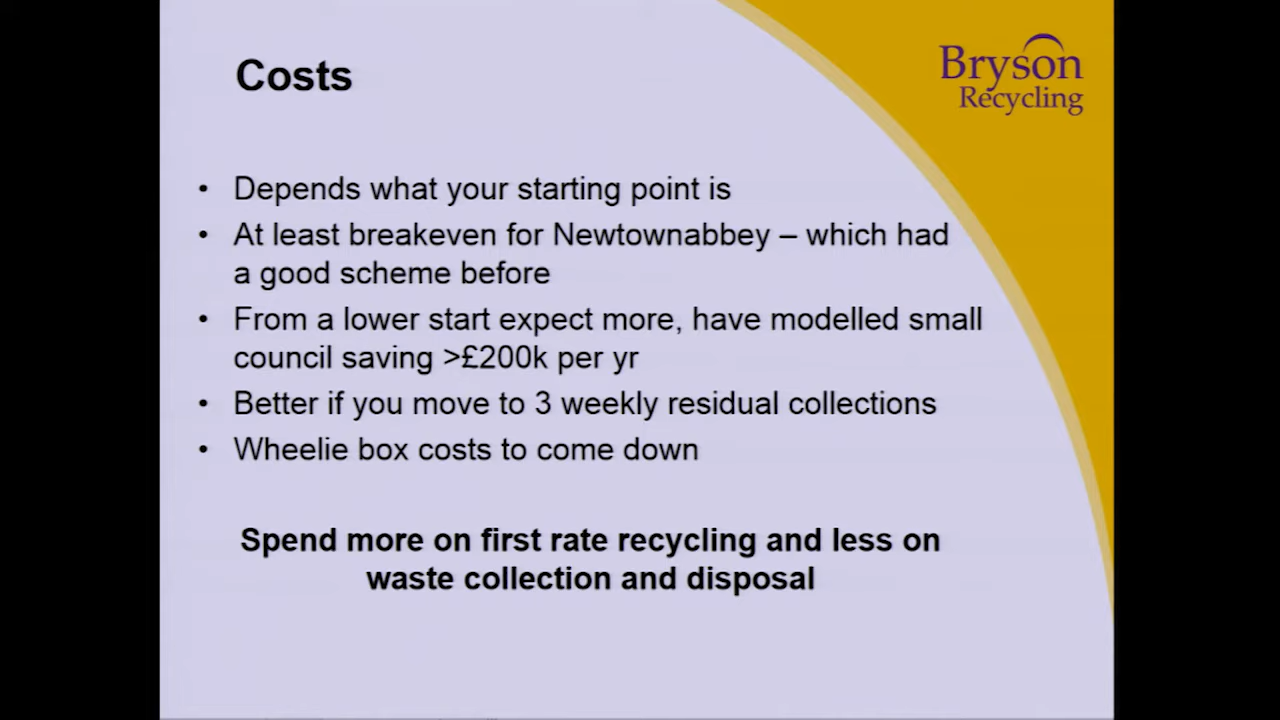 Costs
Bryson
Recycling
• Depends what your starting point is
• At least breakeven for Newtownabbey – which had
a good scheme before
• From a lower start expect more, have modelled small
council saving >£200k per yr
• Better if you move to 3 weekly residual collections
• Wheelie box costs to come down
Spend more on first rate recycling and less on
waste collection and disposal